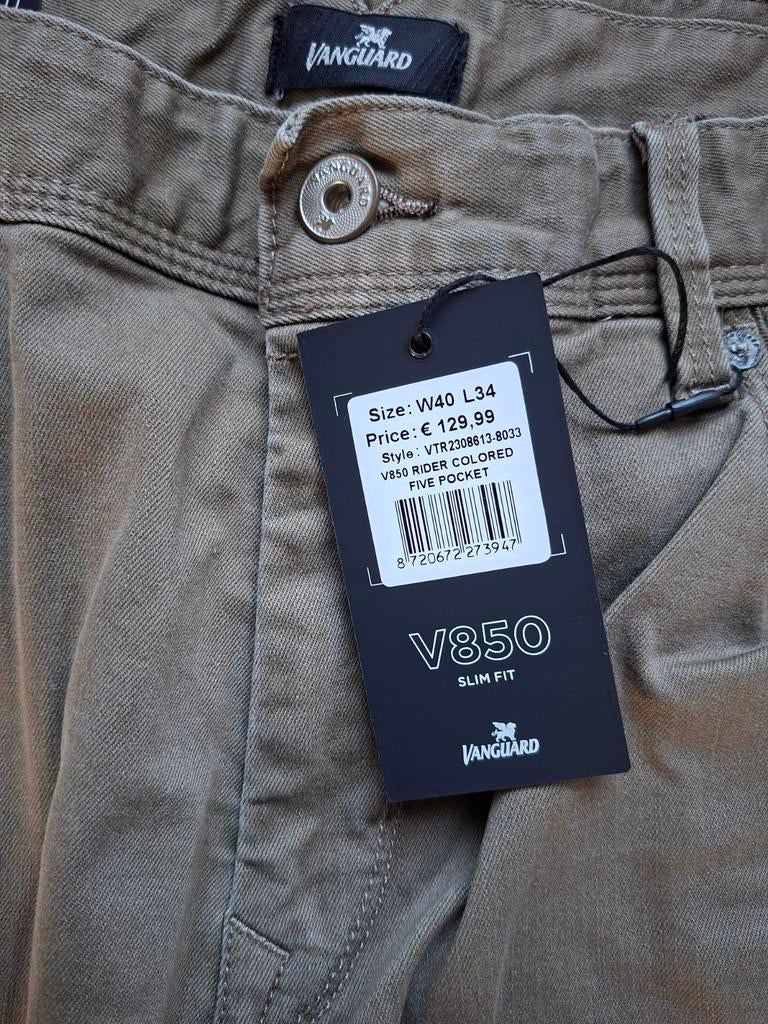 VANGUARD
VANGUARD
Size: W40 L34
Price: € 129,99
Style: VTR2308613-8033
V850 RIDER COLORED
FIVE POCKET
8 720672 273947
V850
SLIM FIT
VANGUARD